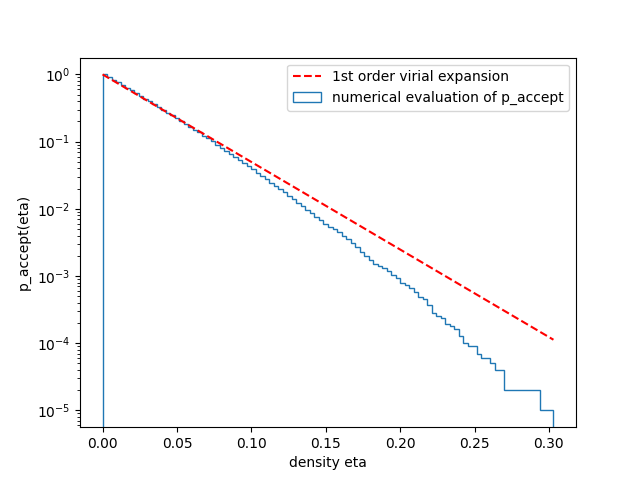 1st order virial expansion
numerical evaluation of p_accept
10⁰
10⁻¹
10⁻²
10⁻³
10⁻⁴
10⁻⁵
p_accept(eta)
0.00 0.05 0.10 0.15 0.20 0.25 0.30
density eta